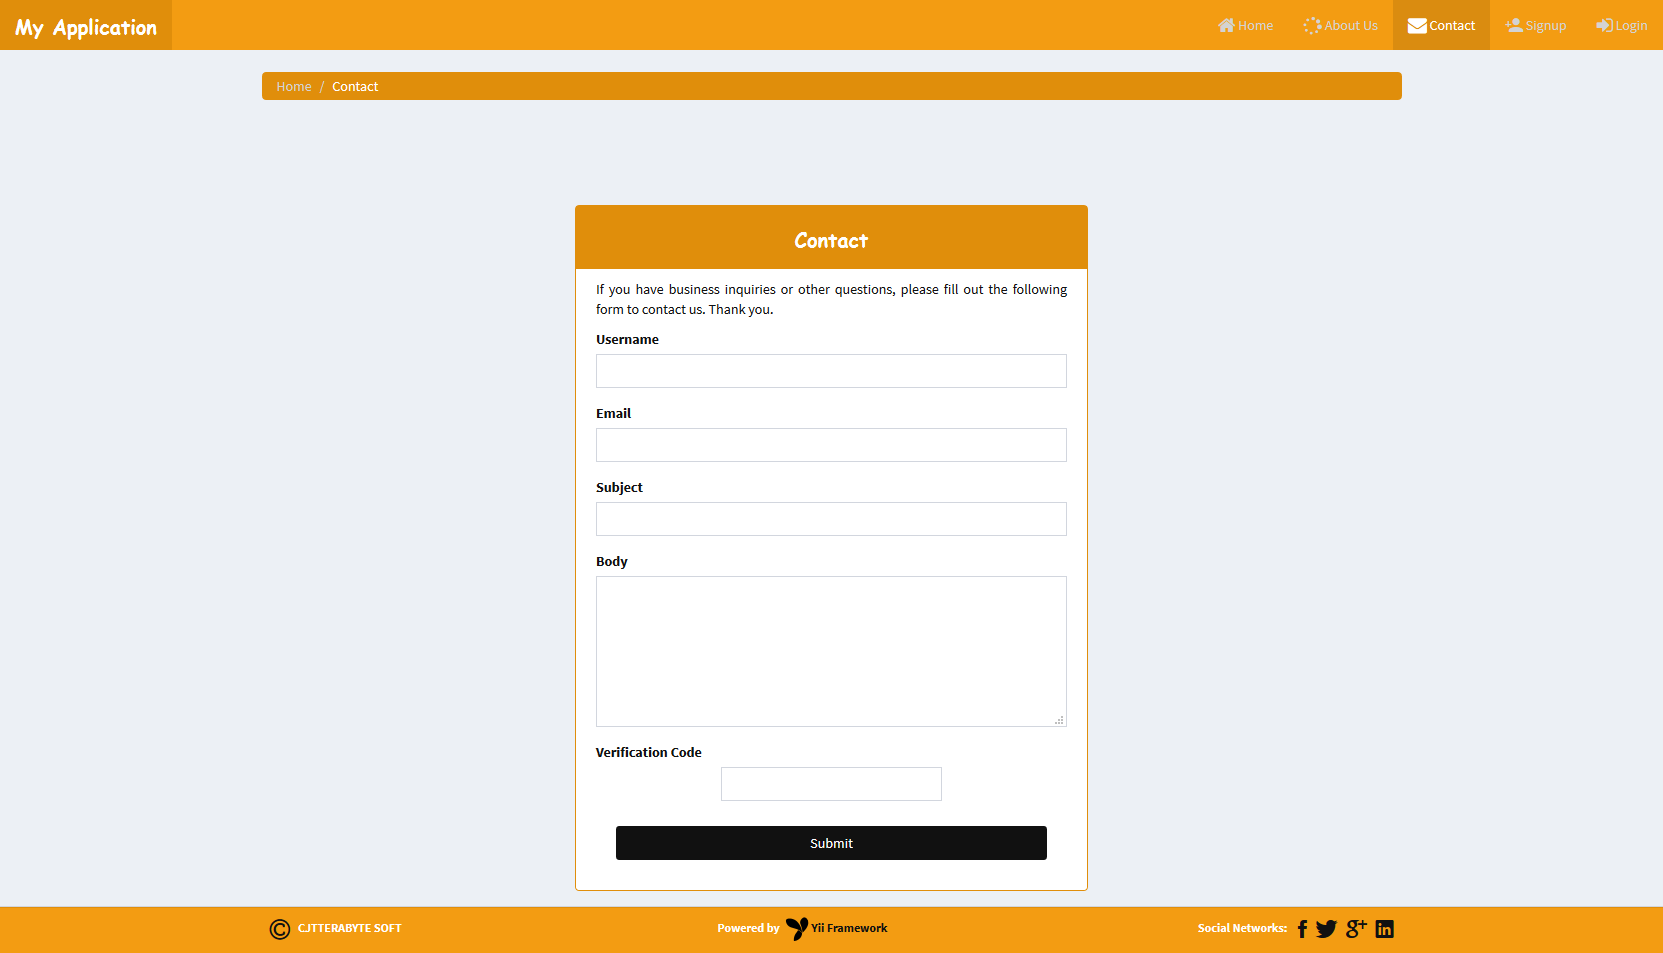 My Application
Home
About Us
Contact
Signup
Login
Home / Contact
Contact
If you have business inquiries or other questions, please fill out the following
form to contact us. Thank you.
Username
Email
Subject
Body
Verification Code
Submit
© CJTTERABYTE SOFT
Powered by Yii Framework
Social Networks: